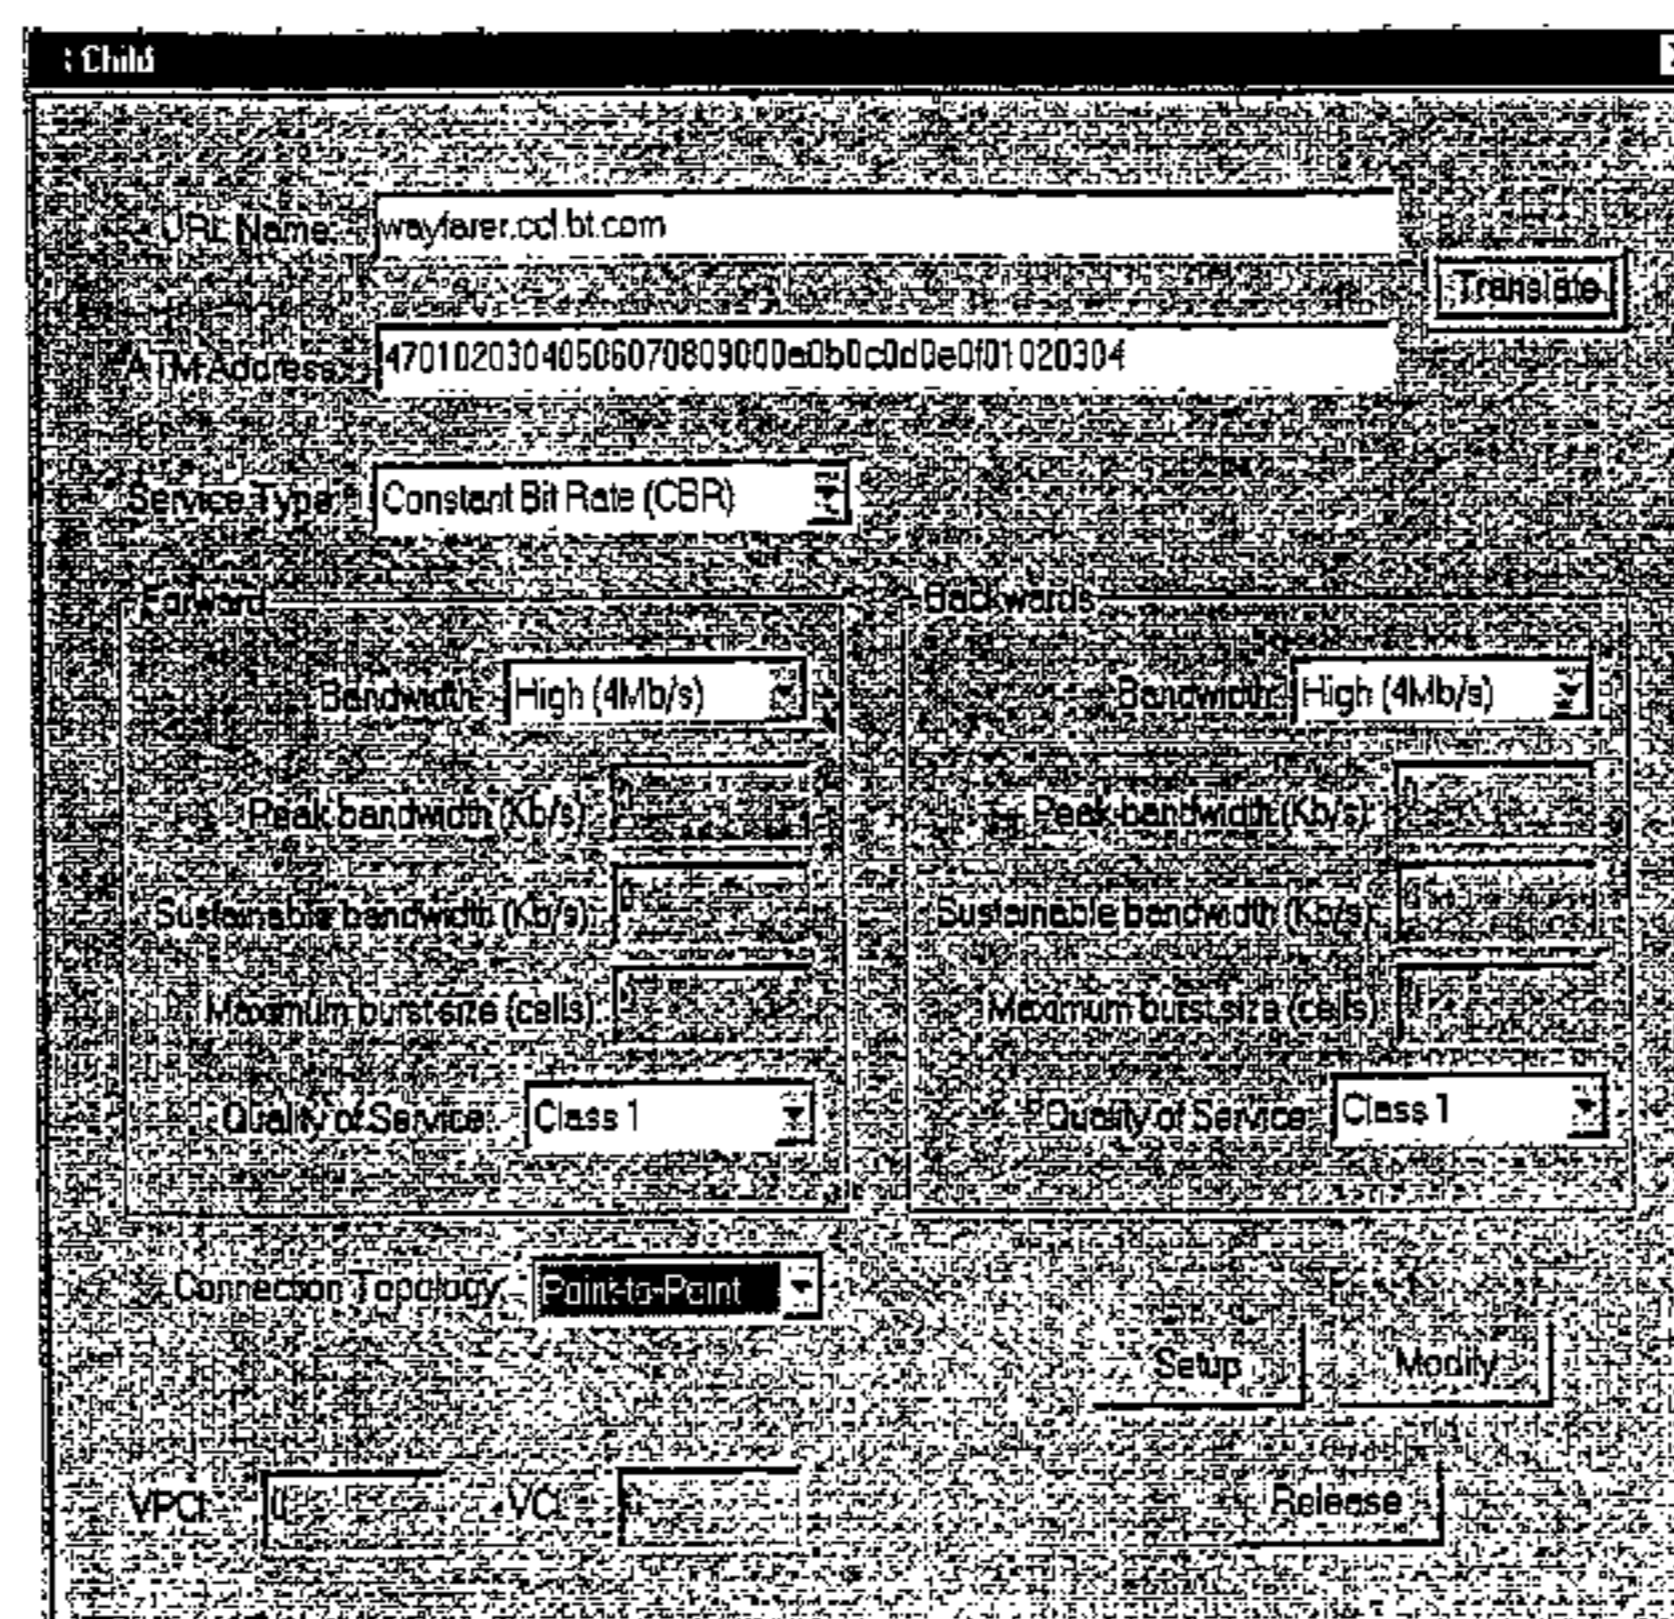 Child
URL Name: wayfarer.ccl.bt.com
Translate
ATM Address: 47010203040506070809000a0b0c0d0e0f01020304
Service Type: Constant Bit Rate (CBR)
Forward Backwards
Bandwidth: High (4Mb/s) Bandwidth: High (4Mb/s)
Peak bandwidth (Kb/s): Peak bandwidth (Kb/s):
Sustainable bandwidth (Kb/s): Sustainable bandwidth (Kb/s):
Maximum burst size (cells): Maximum burst size (cells):
Quality of Service: Class 1 Quality of Service: Class 1
Connection Topology: Point-to-Point
Setup Modify
VPCI: 0 VCI: Release